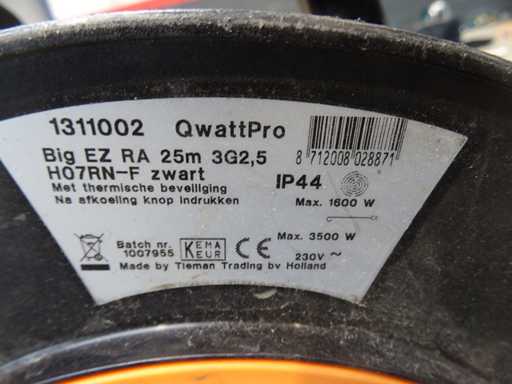 1311002 QwattPro
Big EZ RA 25m 3G2,5
H07RN-F zwart
Met thermische beveiliging
Na afkoeling knop indrukken
8 712008 028871
IP44
Max. 1600 W
Max. 3500 W
230V ~
Batch nr.
1007955
KEMA
KEUR
CE
Made by Tieman Trading bv Holland